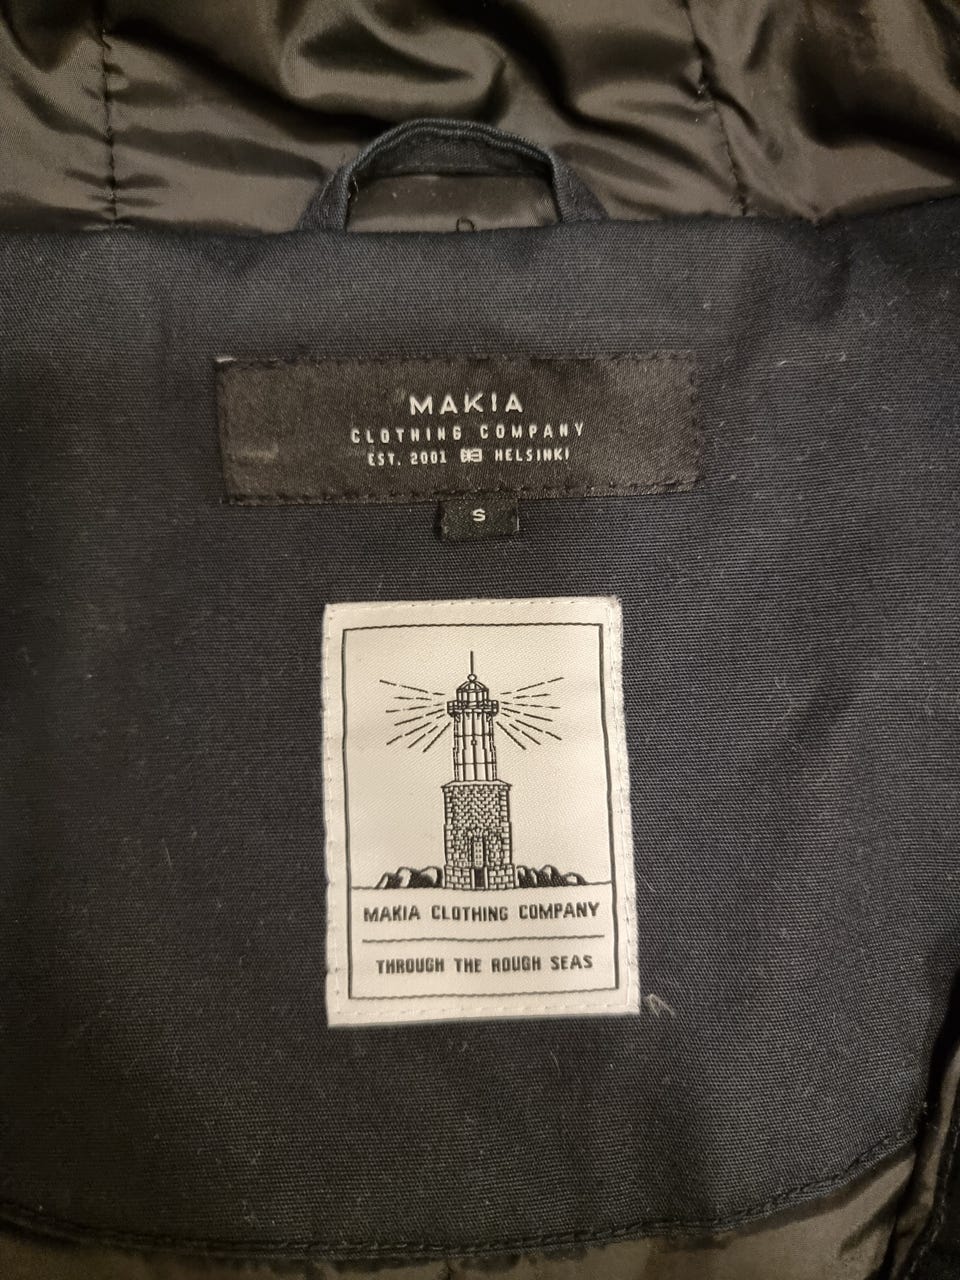 MAKIA
CLOTHING COMPANY
EST. 2001 HELSINKI
S
MAKIA CLOTHING COMPANY
THROUGH THE ROUGH SEAS